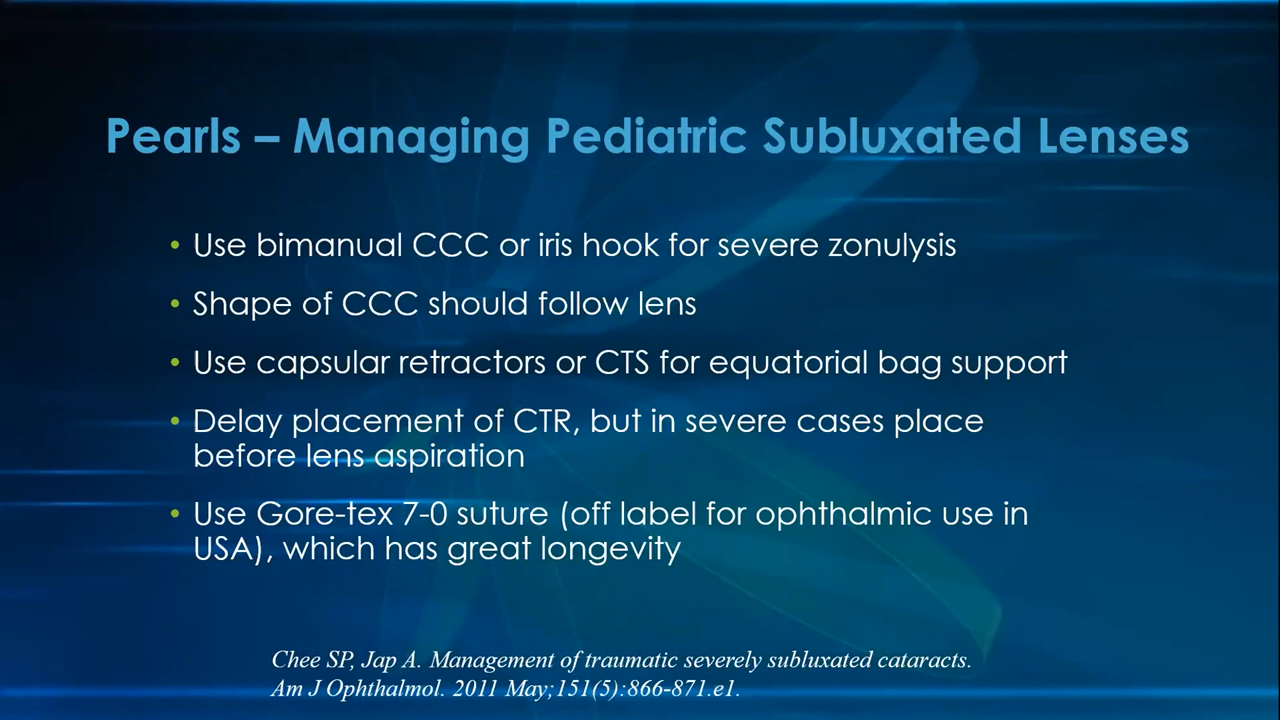 Pearls – Managing Pediatric Subluxated Lenses
• Use bimanual CCC or iris hook for severe zonulysis
• Shape of CCC should follow lens
• Use capsular retractors or CTS for equatorial bag support
• Delay placement of CTR, but in severe cases place
before lens aspiration
• Use Gore-tex 7-0 suture (off label for ophthalmic use in
USA), which has great longevity
Chee SP, Jap A. Management of traumatic severely subluxated cataracts.
Am J Ophthalmol. 2011 May;151(5):866-871.e1.